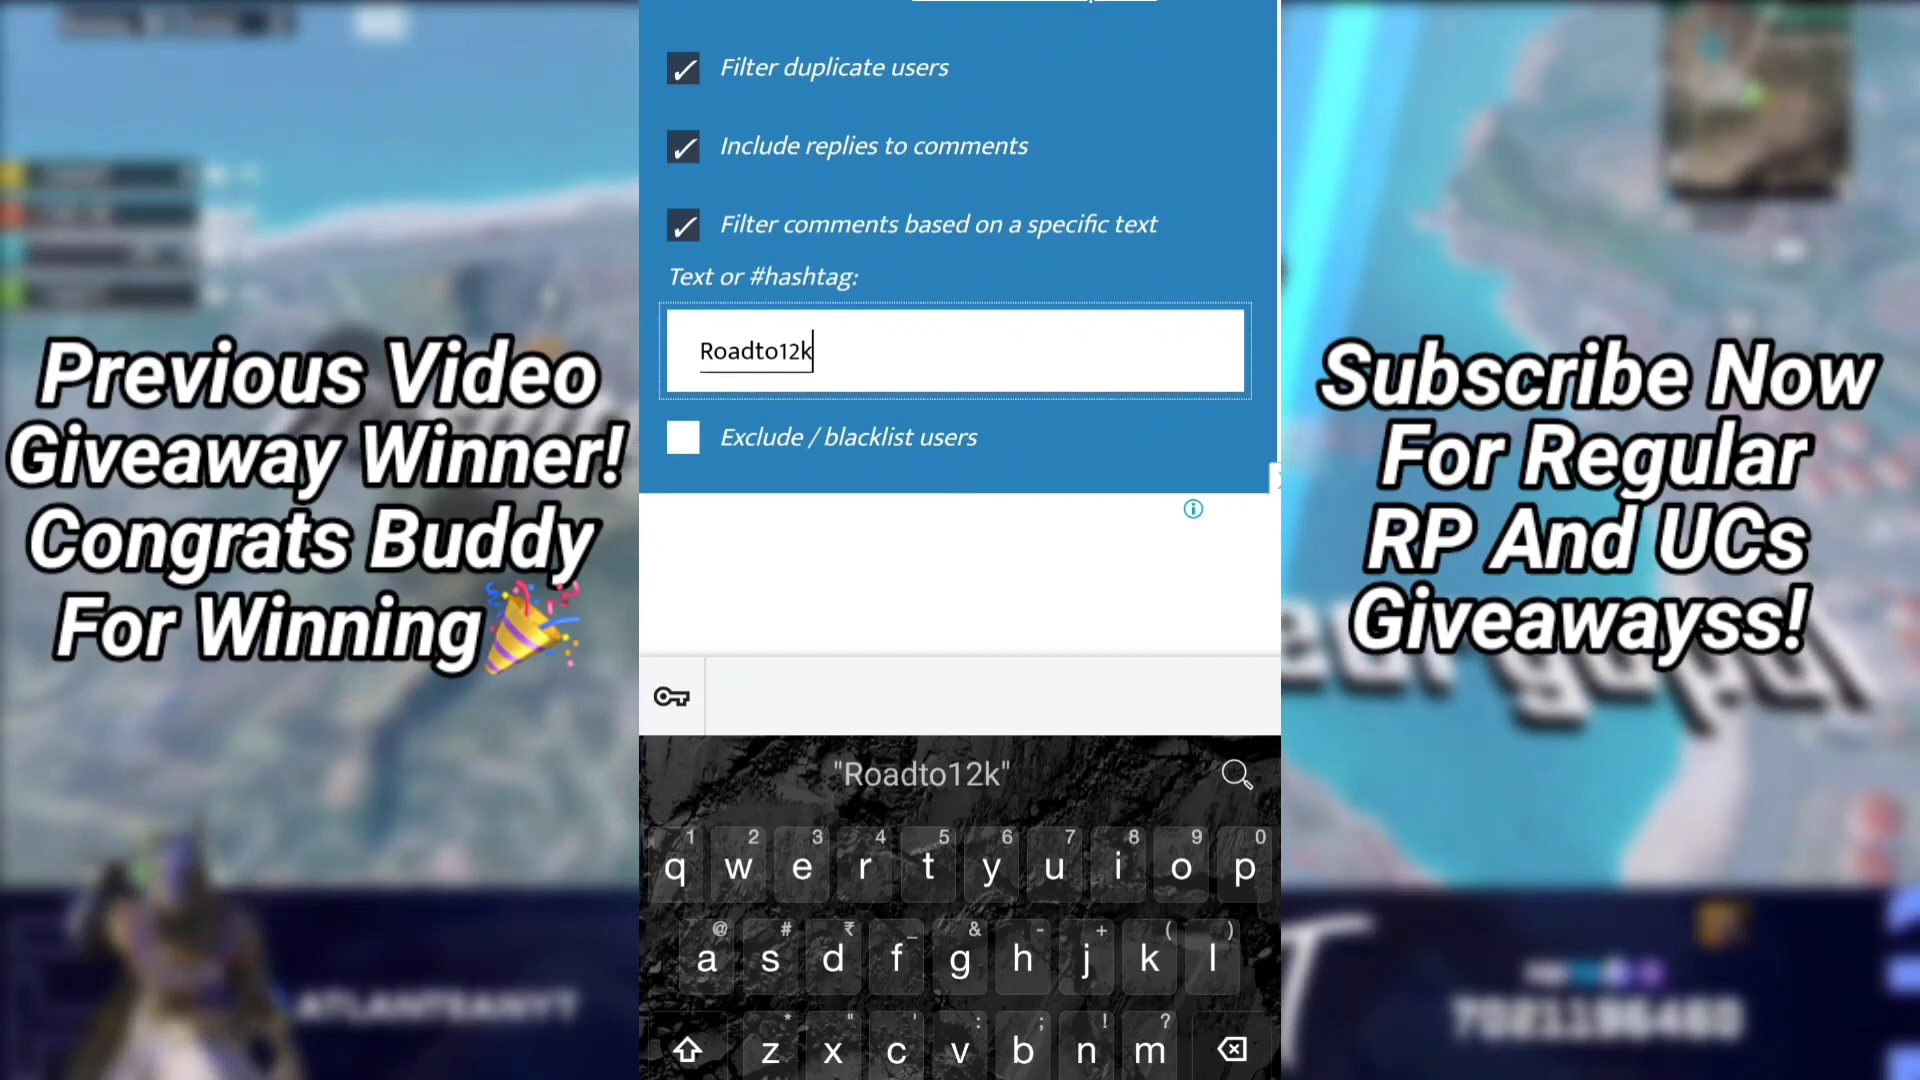 Previous Video
Giveaway Winner!
Congrats Buddy
For Winning🎉
Filter duplicate users
Include replies to comments
Filter comments based on a specific text
Text or #hashtag:
Roadto12k
Exclude / blacklist users
"Roadto12k"
1 2 3 4 5 6 7 8 9 0
q w e r t y u i o p
@ # ₹ _ & - + ( )
a s d f g h j k l
* " ' : ; ! ?
z x c v b n m
Subscribe Now
For Regular
RP And UCs
Giveawayss!
ATLANTEANYT